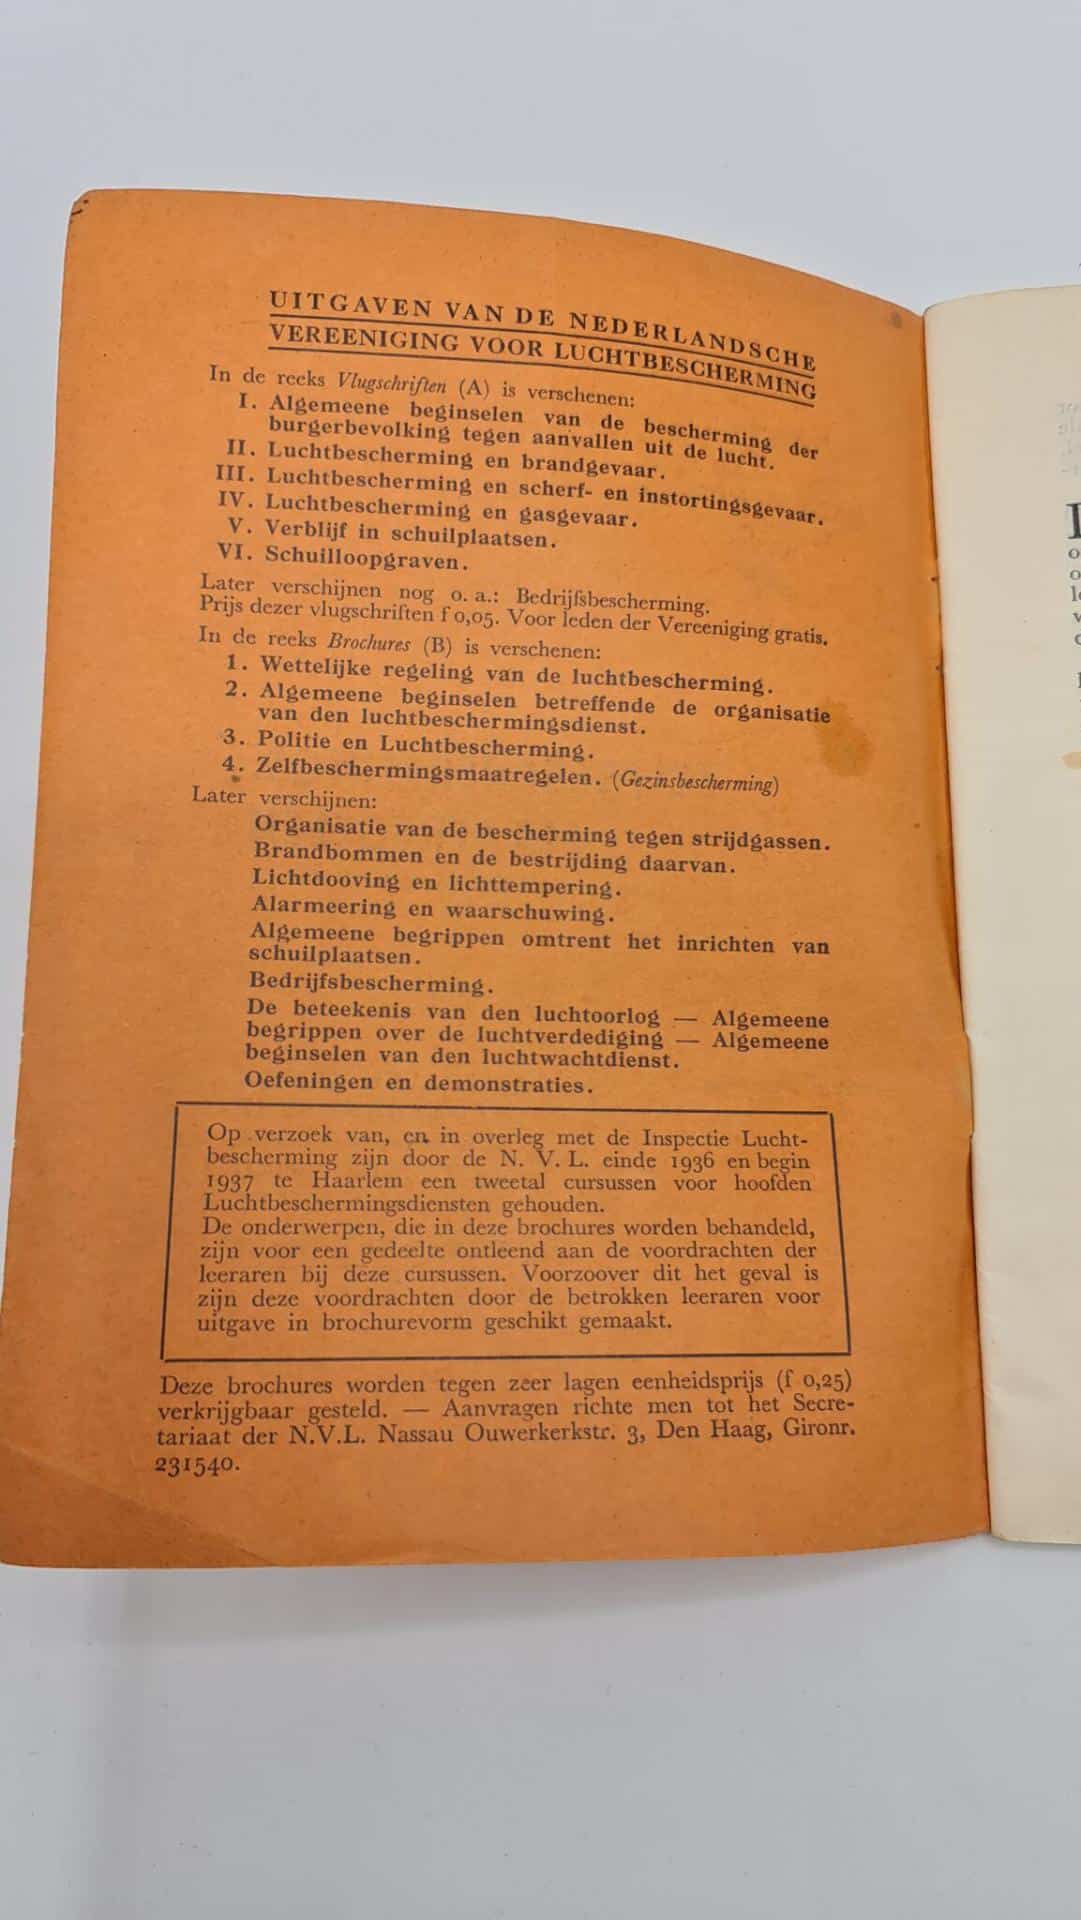 UITGAVEN VAN DE NEDERLANDSCHE
VEREENIGING VOOR LUCHTBESCHERMING
In de reeks Vlugschriften (A) is verschenen:
I. Algemeene beginselen van de bescherming der
burgerbevolking tegen aanvallen uit de lucht.
II. Luchtbescherming en brandgevaar.
III. Luchtbescherming en scherf- en instortingsgevaar.
IV. Luchtbescherming en gasgevaar.
V. Verblijf in schuilplaatsen.
VI. Schuilloopgraven.
Later verschijnen nog o. a.: Bedrijfsbescherming.
Prijs dezer vlugschriften f 0,05. Voor leden der Vereeniging gratis.
In de reeks Brochures (B) is verschenen:
1. Wettelijke regeling van de luchtbescherming.
2. Algemeene beginselen betreffende de organisatie
van den luchtbeschermingsdienst.
3. Politie en Luchtbescherming.
4. Zelfbeschermingsmaatregelen. (Gezinsbescherming)
Later verschijnen:
Organisatie van de bescherming tegen strijdgassen.
Brandbommen en de bestrijding daarvan.
Lichtdooving en lichttempering.
Alarmeering en waarschuwing.
Algemeene begrippen omtrent het inrichten van
schuilplaatsen.
Bedrijfsbescherming.
De beteekenis van den luchtoorlog — Algemeene
begrippen over de luchtverdediging — Algemeene
beginselen van den luchtwachtdienst.
Oefeningen en demonstraties.
Op verzoek van, en in overleg met de Inspectie Lucht-
bescherming zijn door de N. V. L. einde 1936 en begin
1937 te Haarlem een tweetal cursussen voor hoofden
Luchtbeschermingsdiensten gehouden.
De onderwerpen, die in deze brochures worden behandeld,
zijn voor een gedeelte ontleend aan de voordrachten der
leeraren bij deze cursussen. Voorzoover dit het geval is
zijn deze voordrachten door de betrokken leeraren voor
uitgave in brochurevorm geschikt gemaakt.
Deze brochures worden tegen zeer lagen eenheidsprijs (f 0,25)
verkrijgbaar gesteld. — Aanvragen richte men tot het Secre-
tariaat der N.V.L. Nassau Ouwerkerkstr. 3, Den Haag, Gironr.
231540.